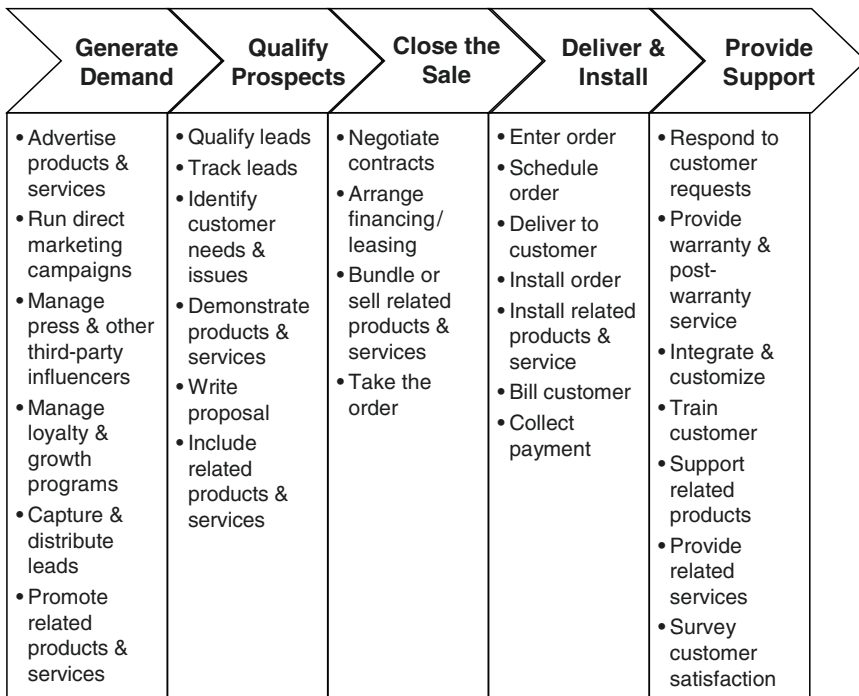 Generate
Demand
Qualify
Prospects
Close the
Sale
Deliver &
Install
Provide
Support
• Advertise
products &
services
• Run direct
marketing
campaigns
• Manage
press & other
third-party
influencers
• Manage
loyalty &
growth
programs
• Capture &
distribute
leads
• Promote
related
products &
services
• Qualify leads
• Track leads
• Identify
customer
needs &
issues
• Demonstrate
products &
services
• Write
proposal
• Include
related
products &
services
• Negotiate
contracts
• Arrange
financing/
leasing
• Bundle or
sell related
products &
services
• Take the
order
• Enter order
• Schedule
order
• Deliver to
customer
• Install order
• Install related
products &
service
• Bill customer
• Collect
payment
• Respond to
customer
requests
• Provide
warranty &
post-
warranty
service
• Integrate &
customize
• Train
customer
• Support
related
products
• Provide
related
services
• Survey
customer
satisfaction